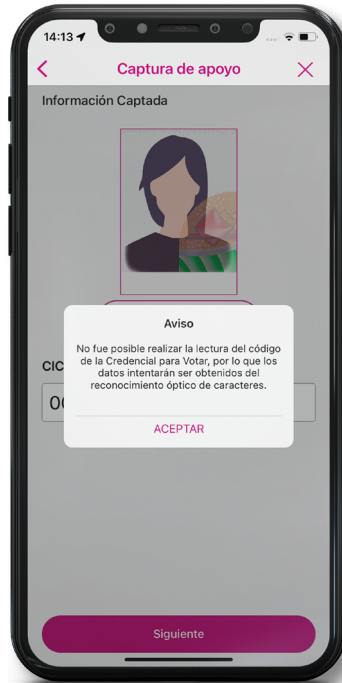 14:13
Captura de apoyo
Información Captada
Aviso
No fue posible realizar la lectura del código
de la Credencial para Votar, por lo que los
datos intentarán ser obtenidos del
reconocimiento óptico de caracteres.
ACEPTAR
CIC
Siguiente